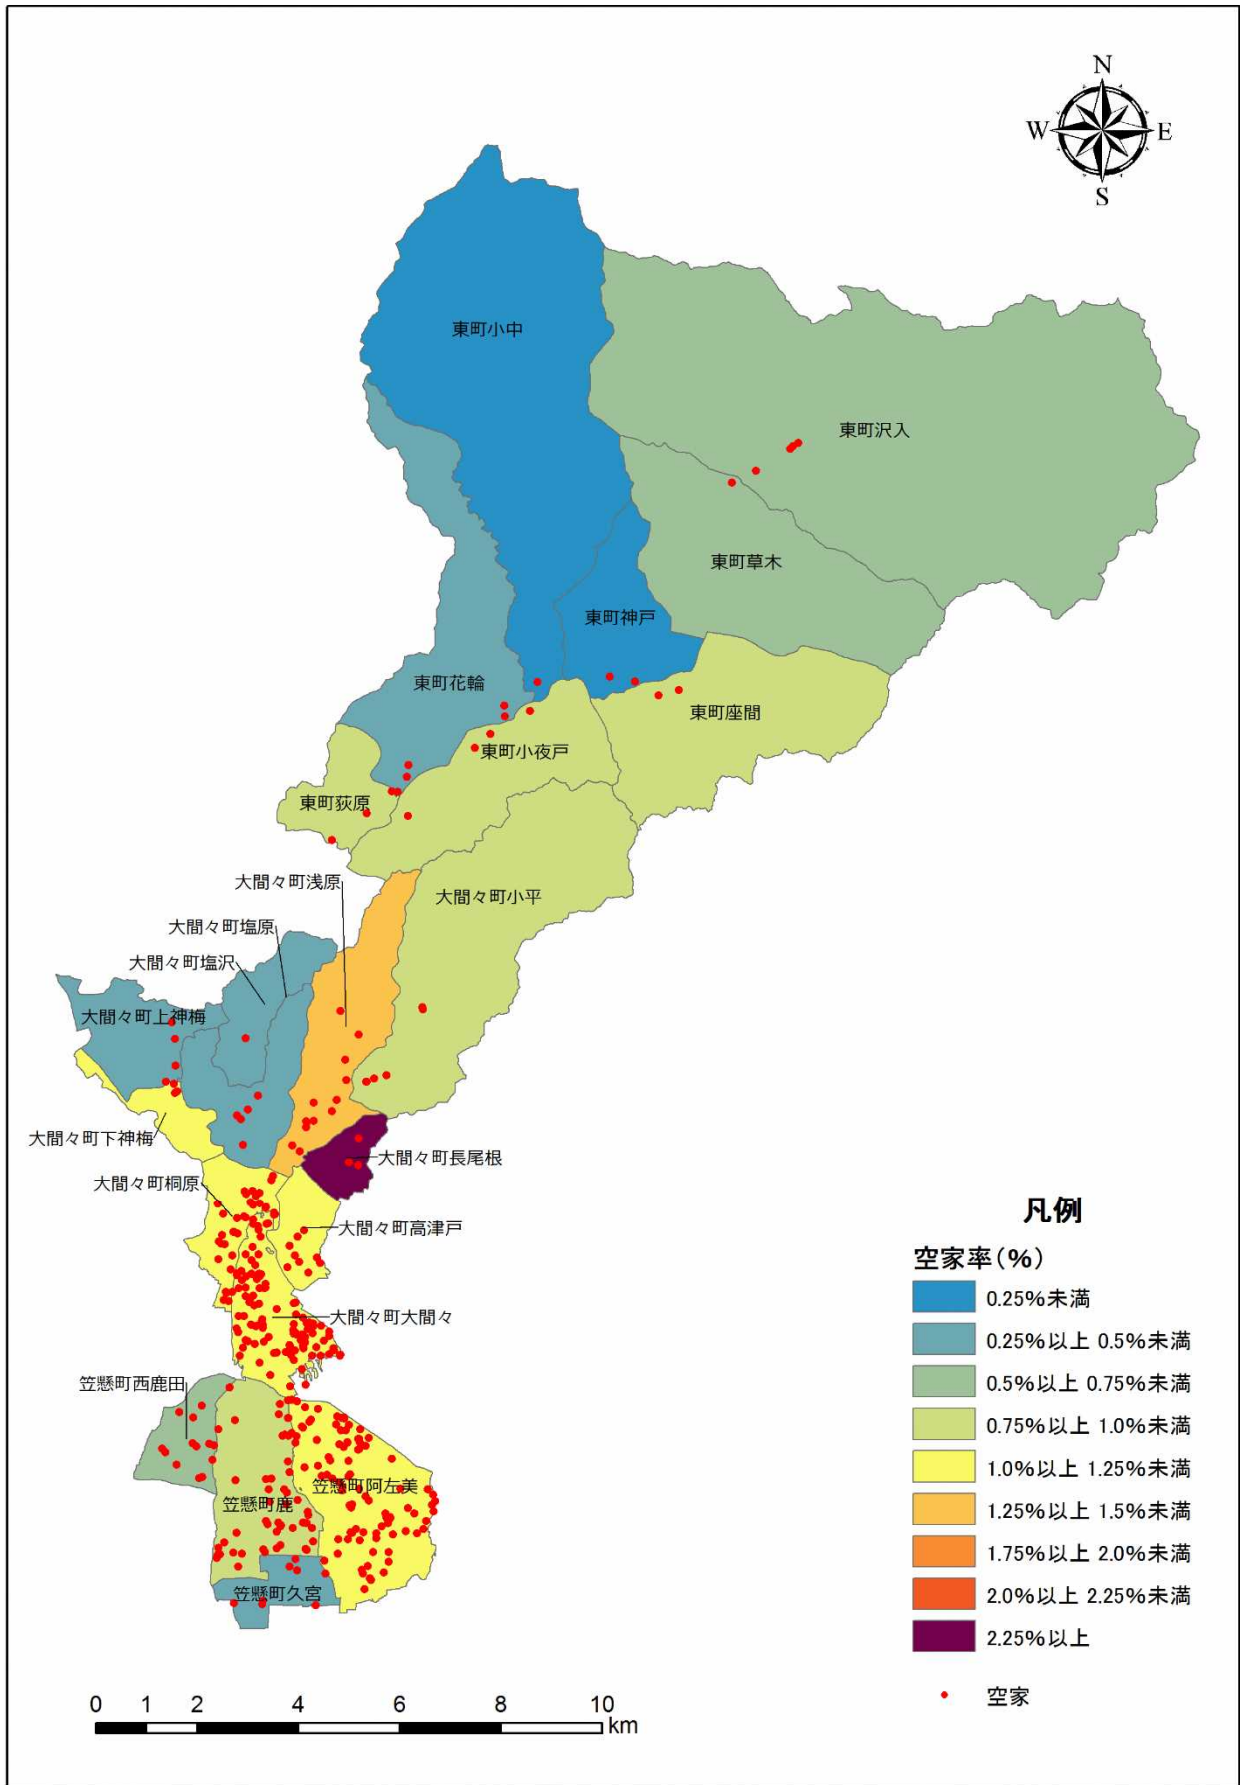 N
W
E
S
東町小中
東町沢入
東町草木
東町神戸
東町花輪
東町座間
東町小夜戸
東町荻原
大間々町浅原
大間々町小平
大間々町塩原
大間々町塩沢
大間々町上神梅
大間々町下神梅
大間々町長尾根
大間々町桐原
大間々町高津戸
大間々町大間々
笠懸町西鹿田
笠懸町阿左美
笠懸町鹿
笠懸町久宮
凡例
空家率(%)
0.25%未満
0.25%以上 0.5%未満
0.5%以上 0.75%未満
0.75%以上 1.0%未満
1.0%以上 1.25%未満
1.25%以上 1.5%未満
1.75%以上 2.0%未満
2.0%以上 2.25%未満
2.25%以上
空家
0 1 2 4 6 8 10
km